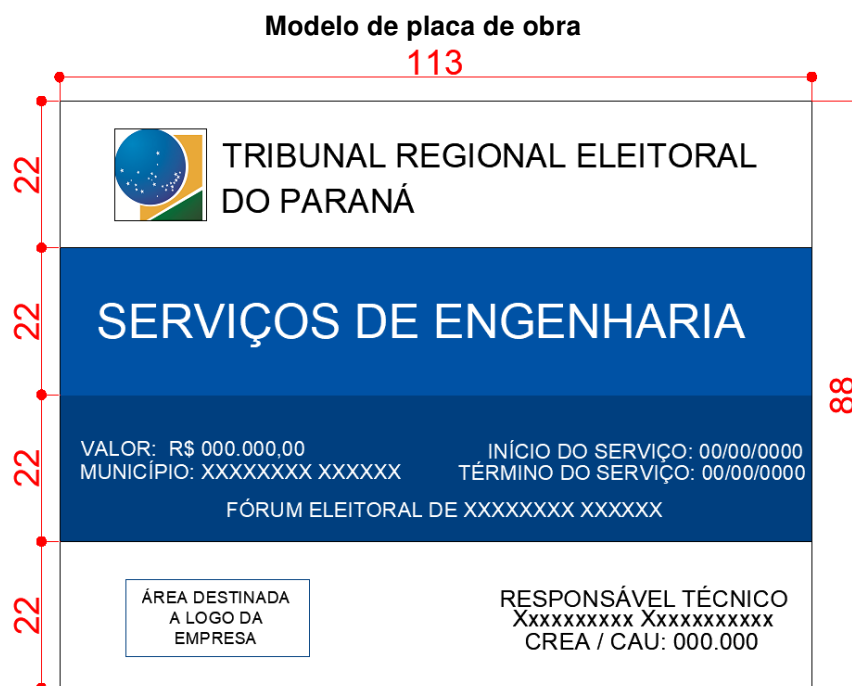 Modelo de placa de obra
113
22
TRIBUNAL REGIONAL ELEITORAL
DO PARANÁ
22
SERVIÇOS DE ENGENHARIA
88
22
VALOR: R$ 000.000,00
MUNICÍPIO: XXXXXXXX XXXXXX
INÍCIO DO SERVIÇO: 00/00/0000
TÉRMINO DO SERVIÇO: 00/00/0000
FÓRUM ELEITORAL DE XXXXXXXX XXXXXX
22
ÁREA DESTINADA
A LOGO DA
EMPRESA
RESPONSÁVEL TÉCNICO
Xxxxxxxxx Xxxxxxxxxxx
CREA / CAU: 000.000